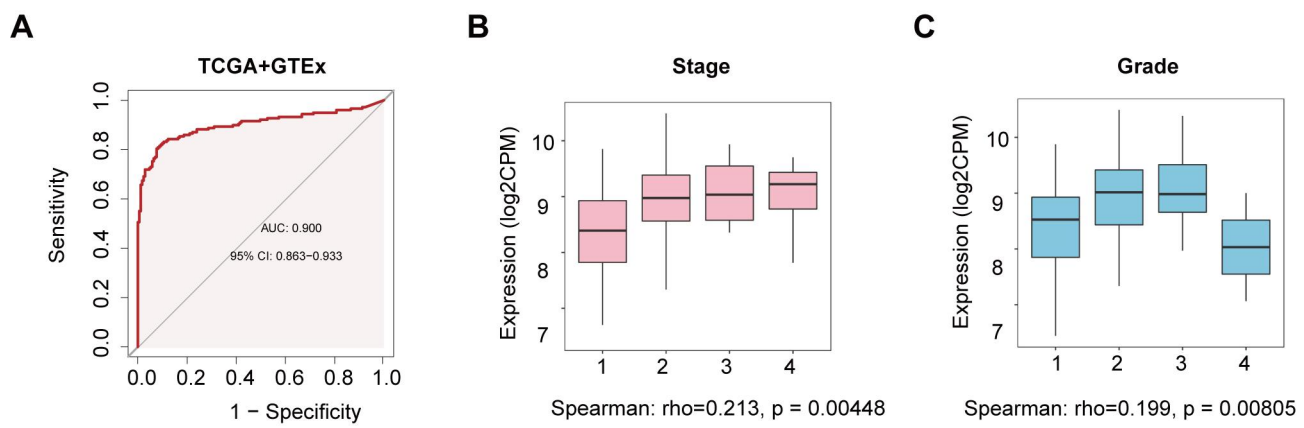 A
TCGA+GTEx
Sensitivity
1.0
0.8
0.6
0.4
0.2
0.0
AUC: 0.900
95% CI: 0.863−0.933
0.0 0.2 0.4 0.6 0.8 1.0
1 − Specificity
B
Stage
Expression (log2CPM)
10
9
8
7
1 2 3 4
Spearman: rho=0.213, p = 0.00448
C
Grade
Expression (log2CPM)
10
9
8
7
1 2 3 4
Spearman: rho=0.199, p = 0.00805